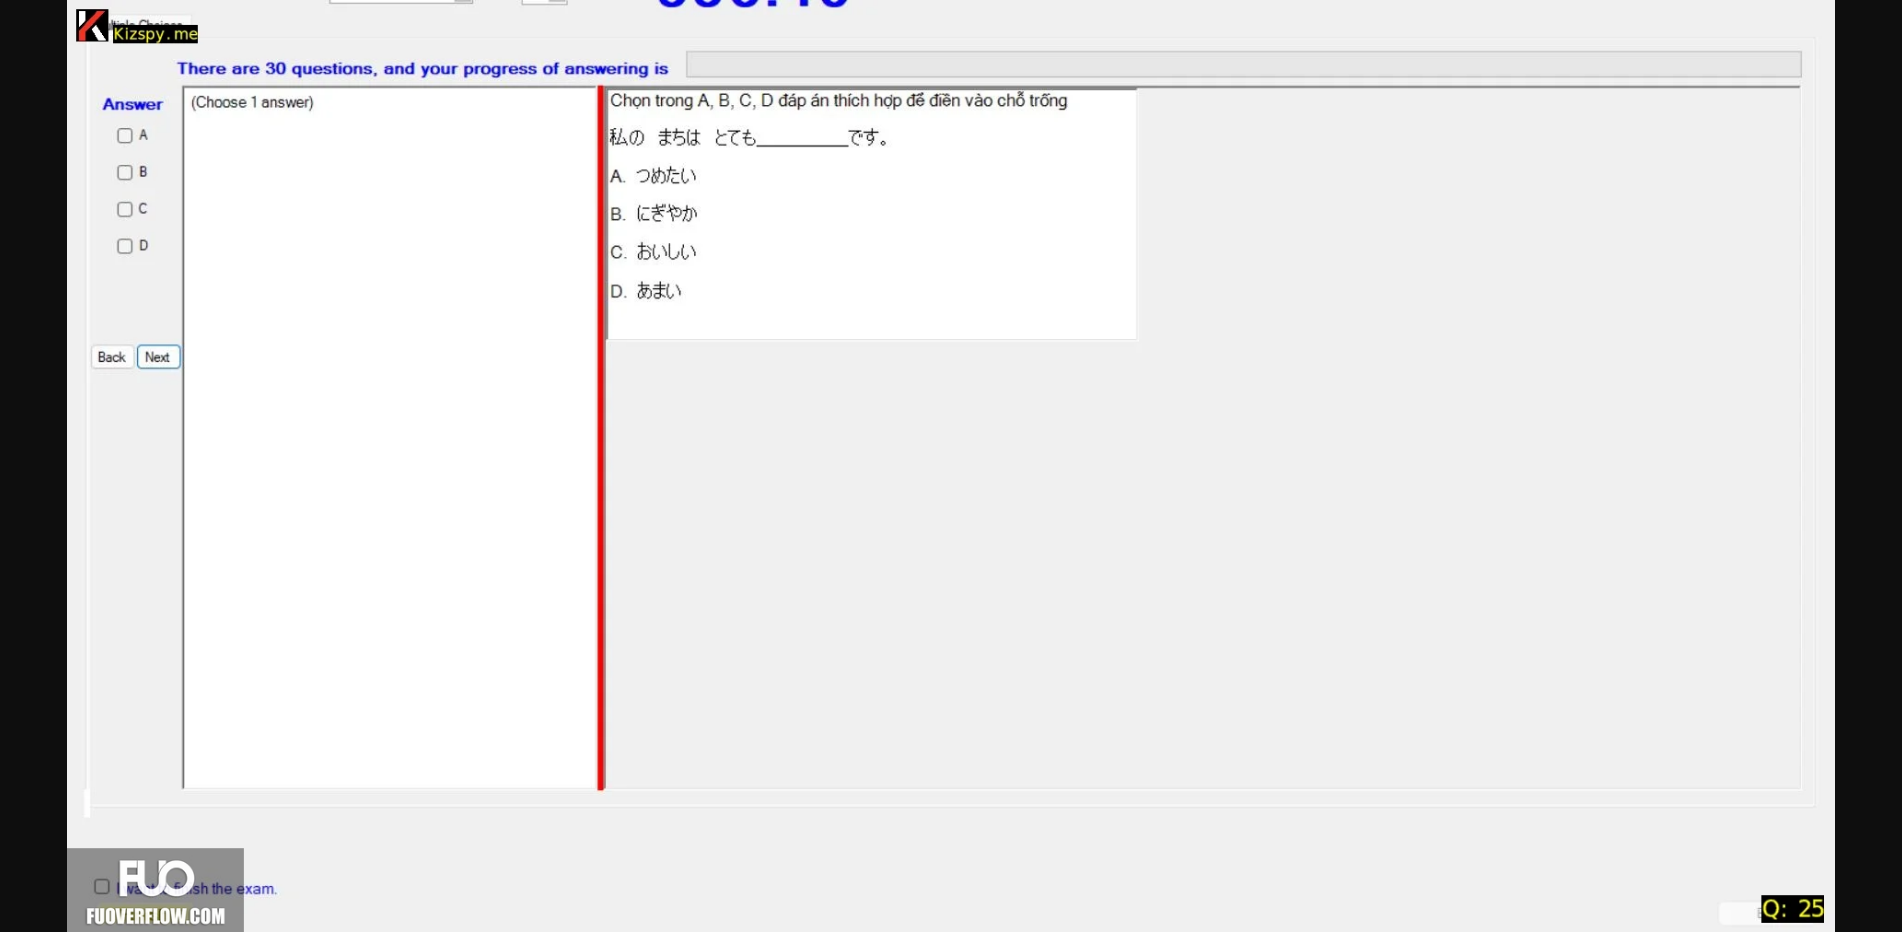 Kizspy.me
There are 30 questions, and your progress of answering is
Answer
(Choose 1 answer)
A
B
C
D
Back Next
Chọn trong A, B, C, D đáp án thích hợp để điền vào chỗ trống
私の まちは とても__________です。
A. つめたい
B. にぎやか
C. おいしい
D. あまい
FUO
finish the exam.
FUOVERFLOW.COM
Q: 25